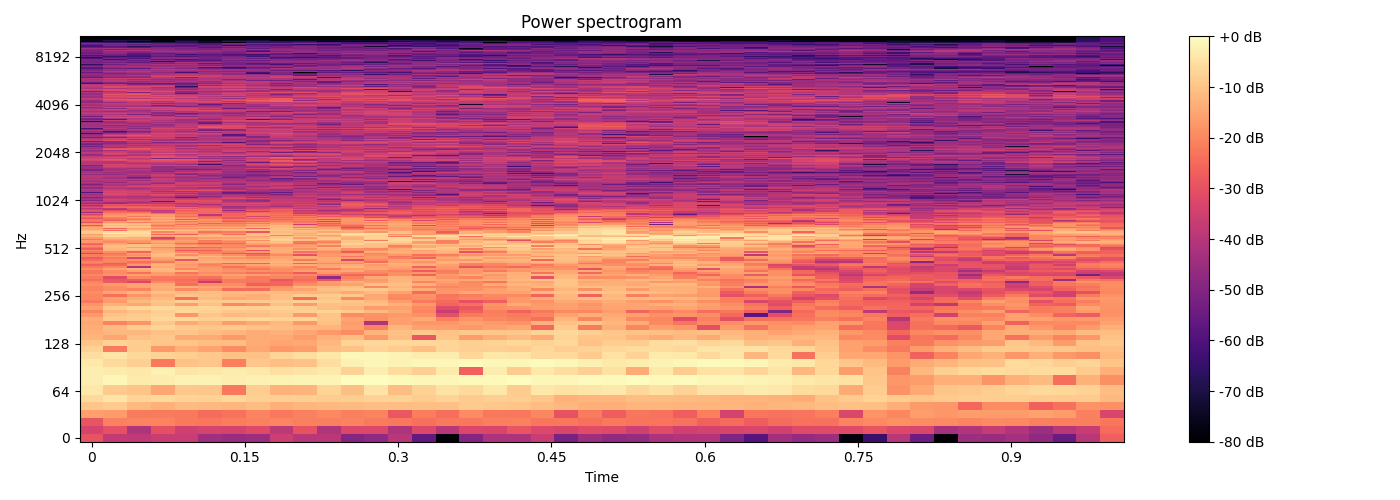 Power spectrogram
Hz
8192
4096
2048
1024
512
256
128
64
0
0 0.15 0.3 0.45 0.6 0.75 0.9
Time
+0 dB
-10 dB
-20 dB
-30 dB
-40 dB
-50 dB
-60 dB
-70 dB
-80 dB